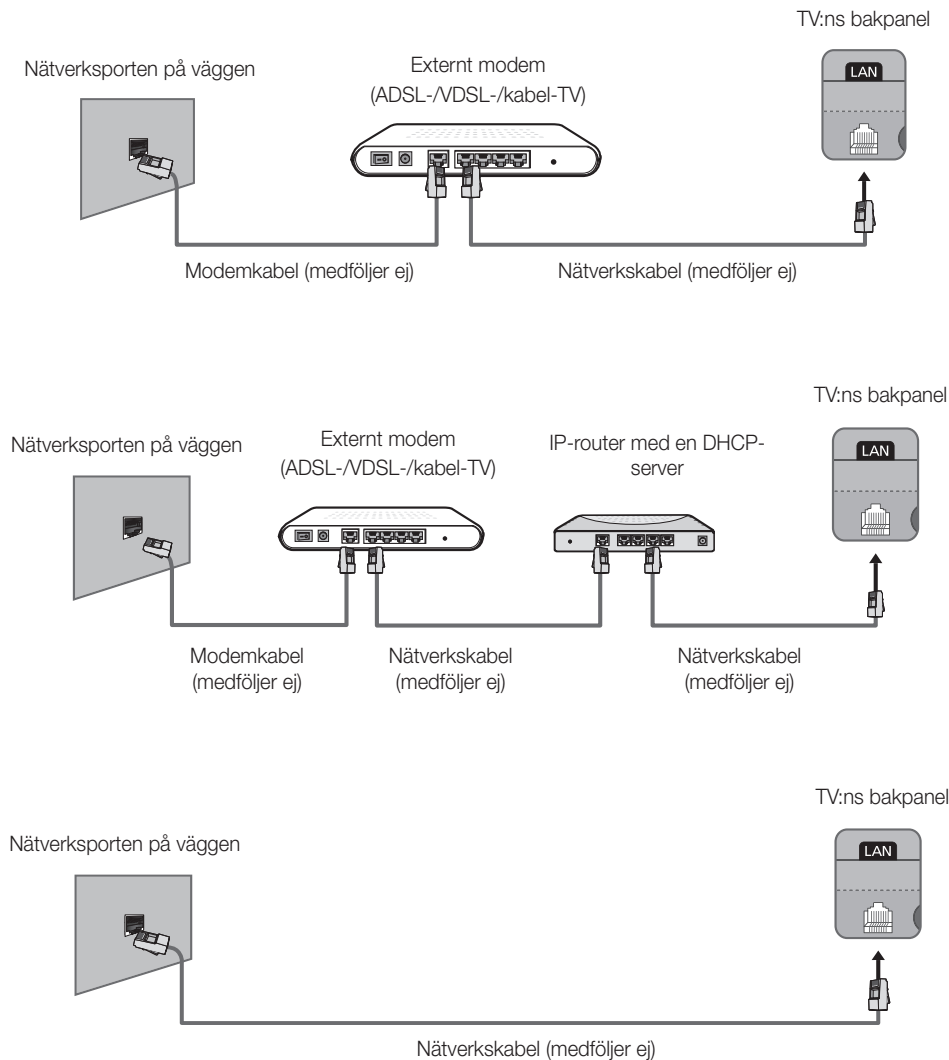 TV:ns bakpanel
Nätverksporten på väggen
Externt modem
(ADSL-/VDSL-/kabel-TV)
LAN
Modemkabel (medföljer ej)
Nätverkskabel (medföljer ej)
TV:ns bakpanel
Nätverksporten på väggen
Externt modem
(ADSL-/VDSL-/kabel-TV)
IP-router med en DHCP-
server
LAN
Modemkabel
(medföljer ej)
Nätverkskabel
(medföljer ej)
Nätverkskabel
(medföljer ej)
TV:ns bakpanel
Nätverksporten på väggen
LAN
Nätverkskabel (medföljer ej)